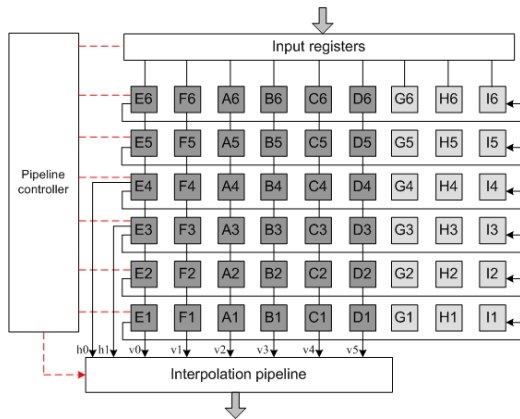 Input registers
E6 F6 A6 B6 C6 D6 G6 H6 I6
E5 F5 A5 B5 C5 D5 G5 H5 I5
Pipeline
controller
E4 F4 A4 B4 C4 D4 G4 H4 I4
E3 F3 A3 B3 C3 D3 G3 H3 I3
E2 F2 A2 B2 C2 D2 G2 H2 I2
E1 F1 A1 B1 C1 D1 G1 H1 I1
h0 h1 v0 v1 v2 v3 v4 v5
Interpolation pipeline